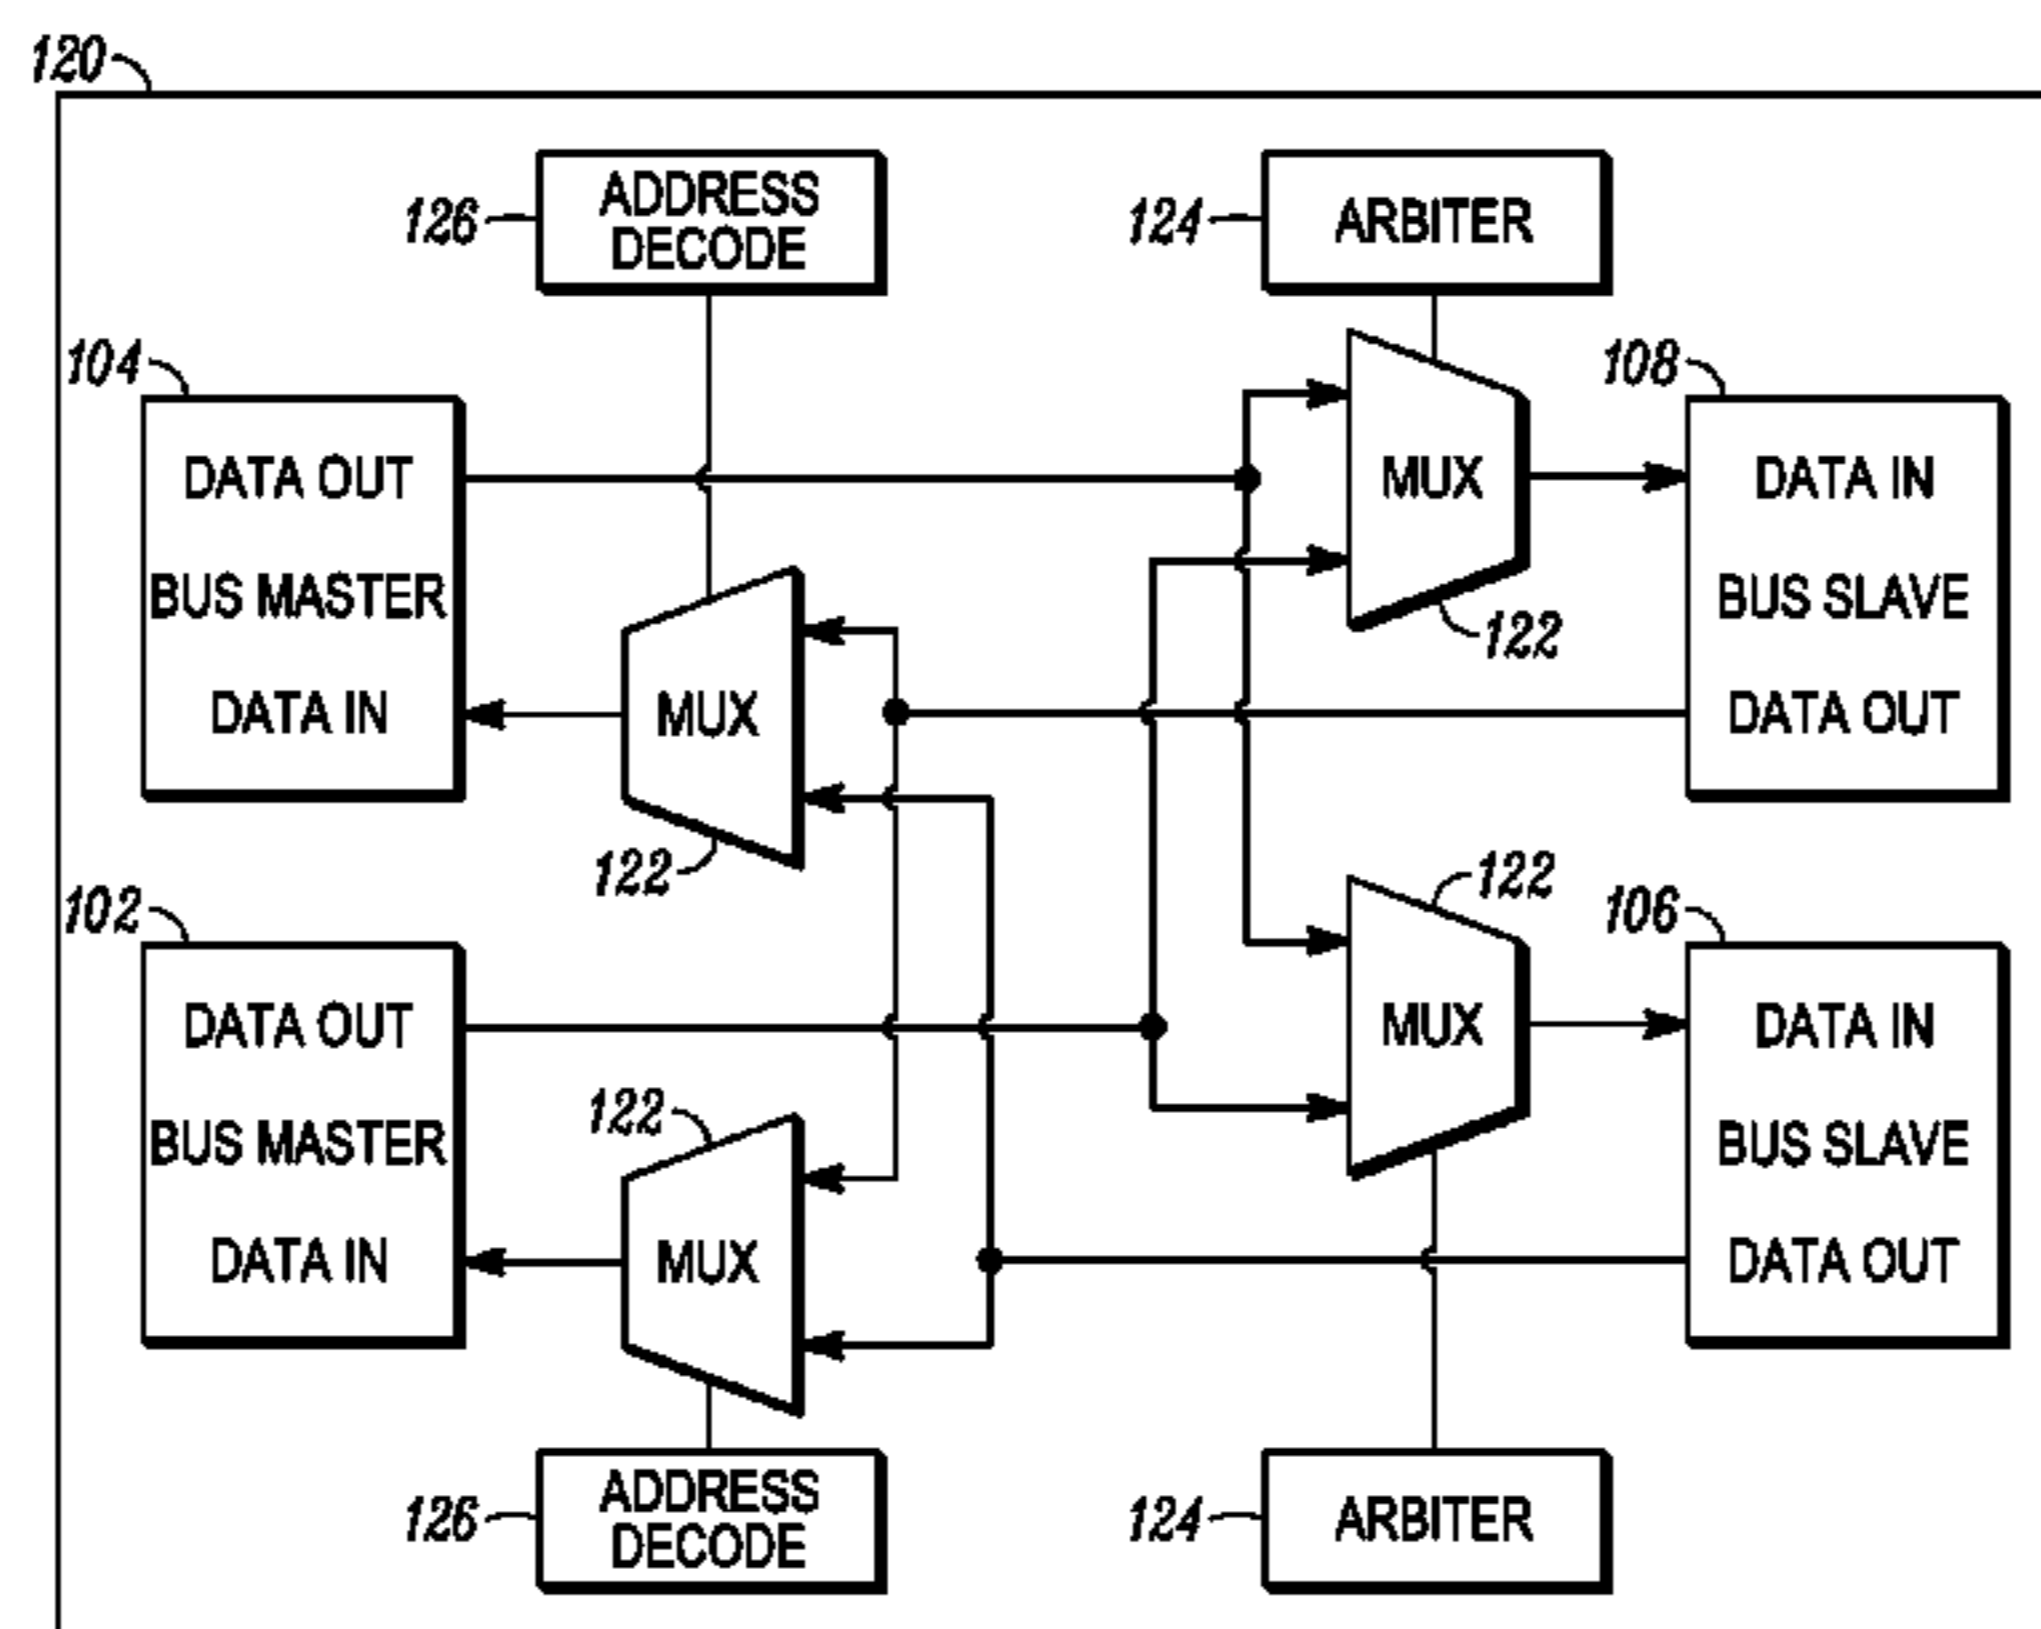 120
126
ADDRESS
DECODE
124
ARBITER
104
DATA OUT
BUS MASTER
DATA IN
MUX
122
MUX
122
108
DATA IN
BUS SLAVE
DATA OUT
102
DATA OUT
BUS MASTER
DATA IN
122
MUX
122
MUX
106
DATA IN
BUS SLAVE
DATA OUT
126
ADDRESS
DECODE
124
ARBITER